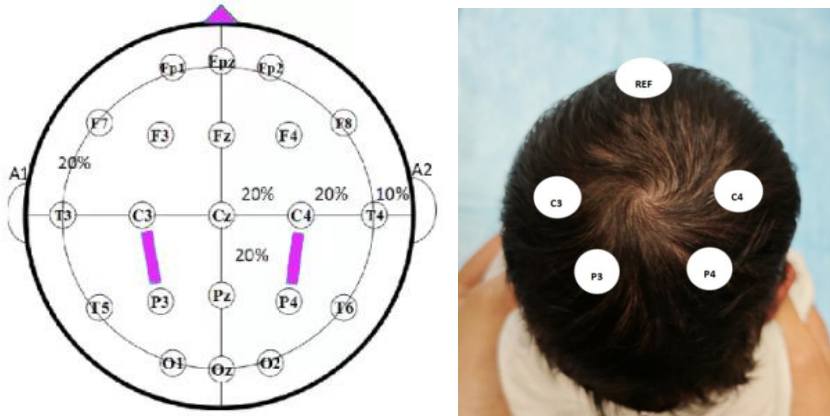 Fp1 Fpz Fp2
F7 F3 Fz F4 F8
20%
A1 A2
20% 20% 10%
T3 C3 Cz C4 T4
20%
P3 Pz P4
T5 T6
O1 Oz O2
REF
C3 C4
P3 P4